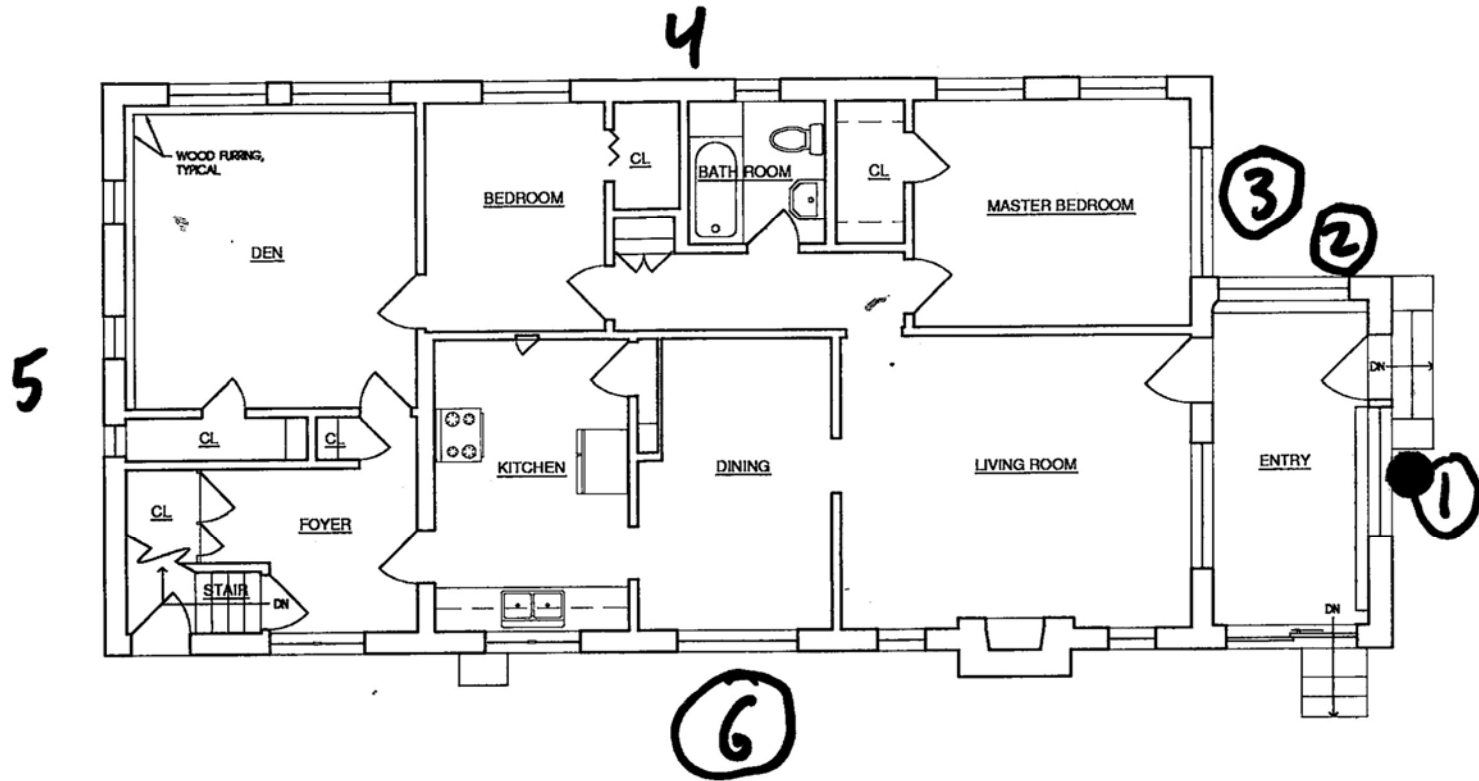 4
WOOD FURRING,
TYPICAL
CL
BATH ROOM
CL
BEDROOM
MASTER BEDROOM
3
2
DEN
5
DN
CL
CL
KITCHEN
DINING
LIVING ROOM
ENTRY
1
CL
FOYER
STAIR
DN
DN
6